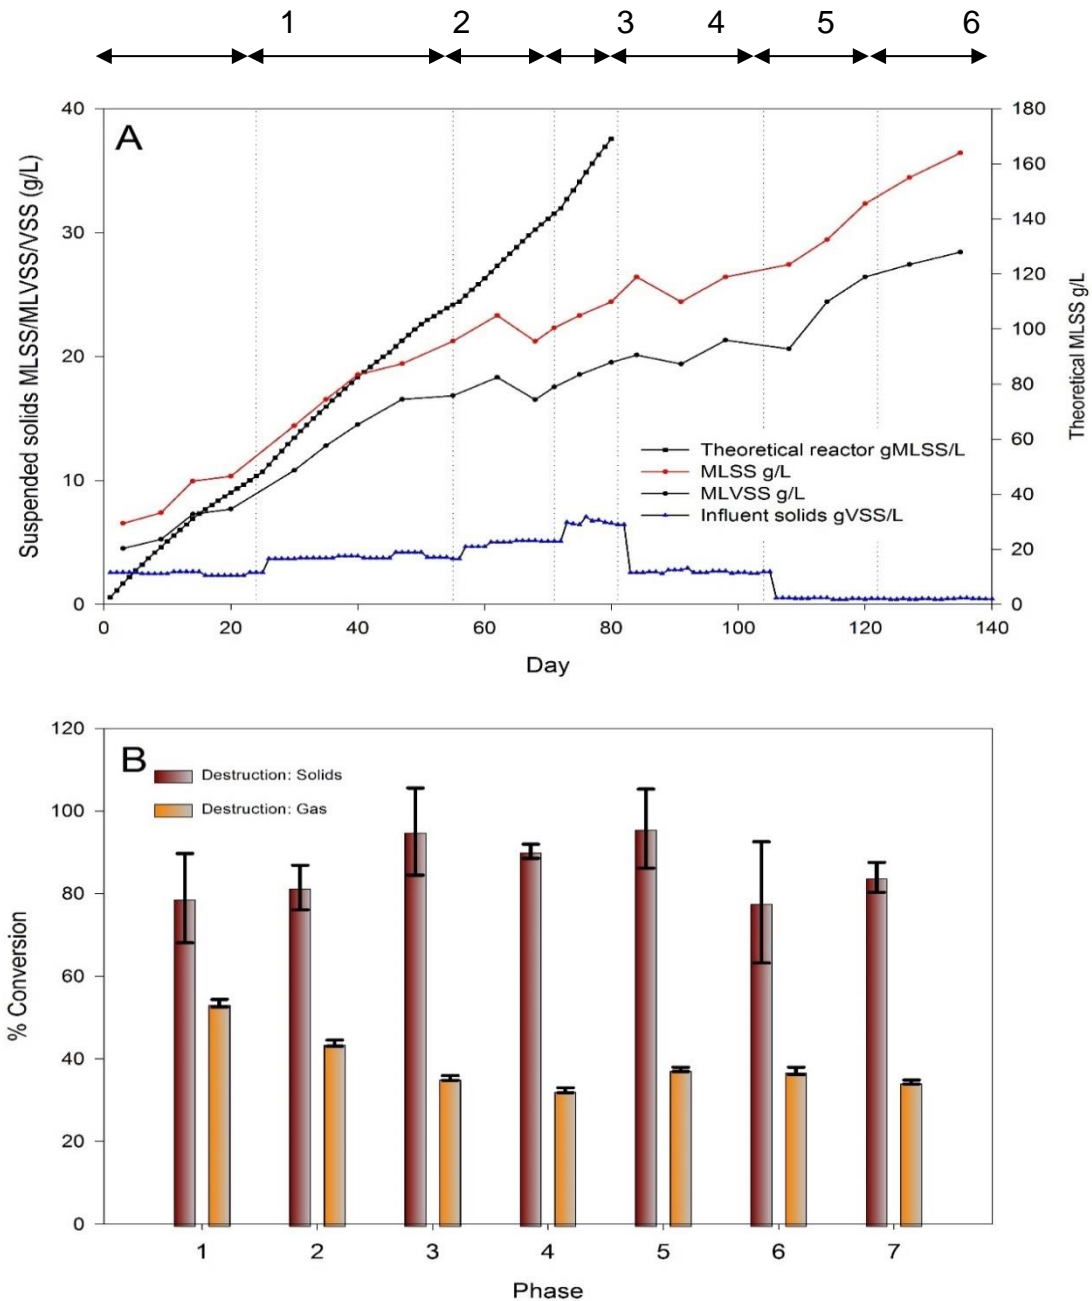 1 2 3 4 5 6
A
Suspended solids MLSS/MLVSS/VSS (g/L)
40
30
20
10
0
180
160
140
120
100
80
60
40
20
0
Theoretical MLSS g/L
Theoretical reactor gMLSS/L
MLSS g/L
MLVSS g/L
Influent solids gVSS/L
0 20 40 60 80 100 120 140
Day
B
% Conversion
120
100
80
60
40
20
0
Destruction: Solids
Destruction: Gas
1 2 3 4 5 6 7
Phase